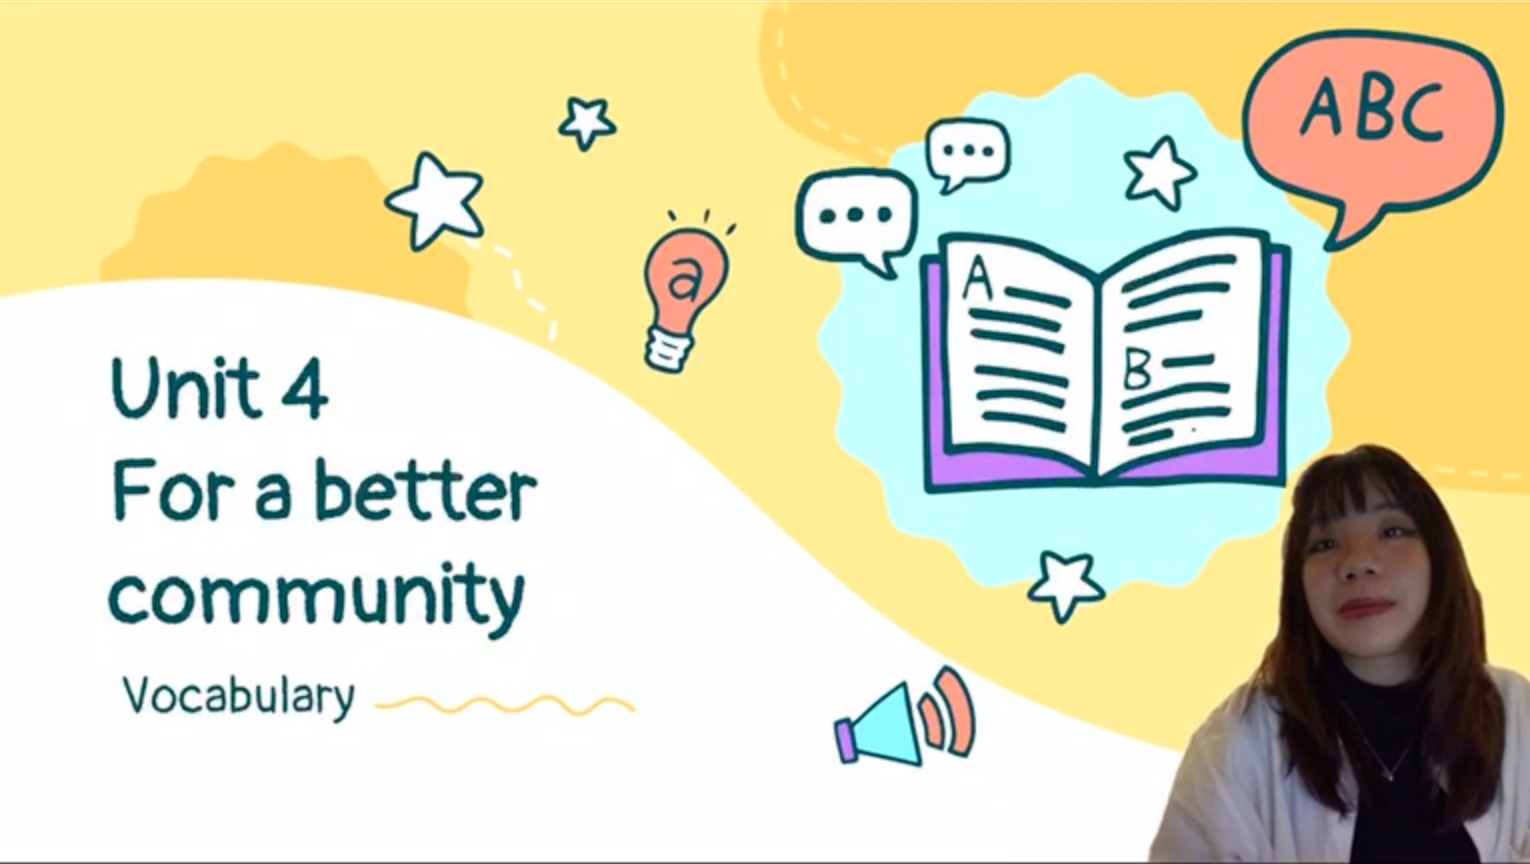 Unit 4
For a better
community
Vocabulary
a
A
B
ABC